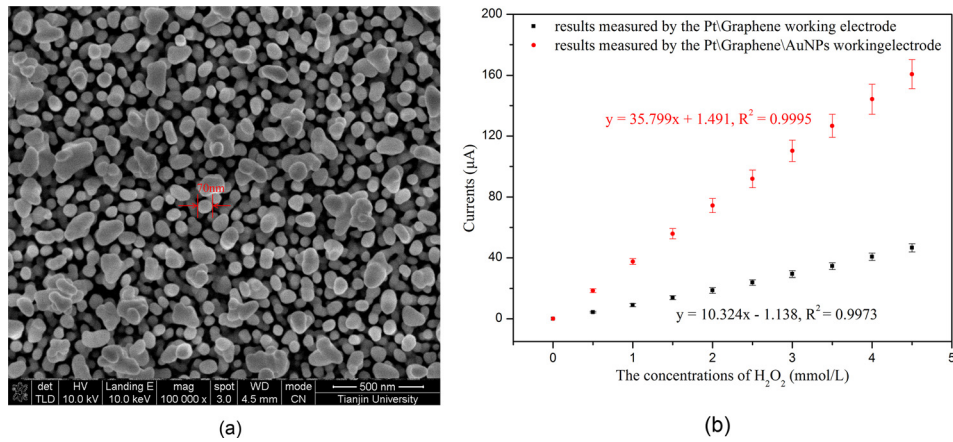 70nm
det HV Landing E mag spot WD mode
TLD 10.0 kV 10.0 keV 100 000 x 3.0 4.5 mm CN
500 nm
Tianjin University
(a)
(b)
results measured by the Pt\Graphene working electrode
results measured by the Pt\Graphene\AuNPs workingelectrode
y = 35.799x + 1.491, R² = 0.9995
y = 10.324x - 1.138, R² = 0.9973
Currents (μA)
200
160
120
80
40
0
0 1 2 3 4 5
The concentrations of H₂O₂ (mmol/L)